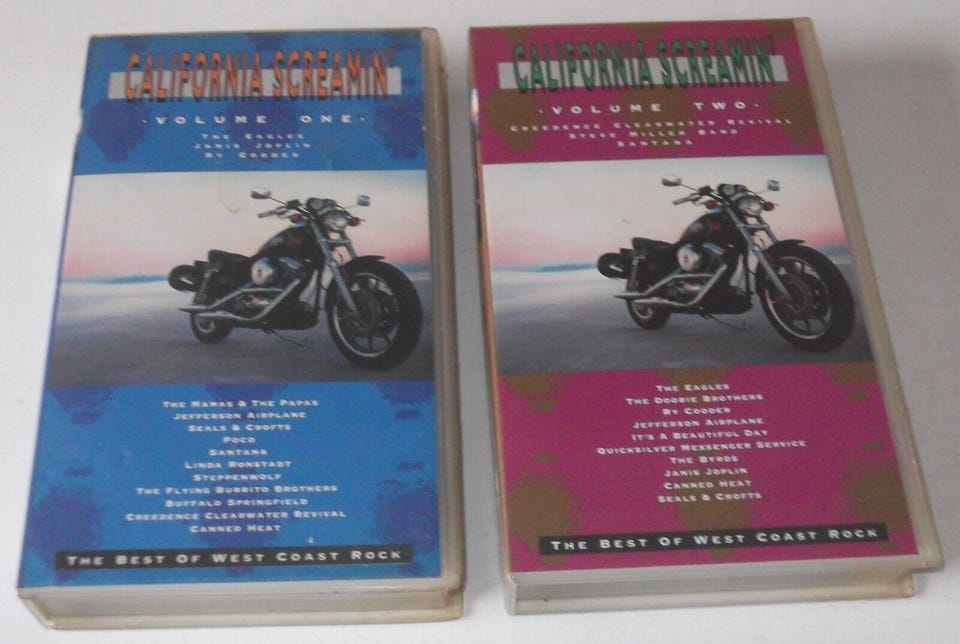 CALIFORNIA SCREAMIN'
·VOLUME ONE·
THE EAGLES
JANIS JOPLIN
RY COODER
THE MAMAS & THE PAPAS
JEFFERSON AIRPLANE
SEALS & CROFTS
POCO
SANTANA
LINDA RONSTADT
STEPPENWOLF
THE FLYING BURRITO BROTHERS
BUFFALO SPRINGFIELD
CREEDENCE CLEARWATER REVIVAL
CANNED HEAT
THE BEST OF WEST COAST ROCK
CALIFORNIA SCREAMIN'
·VOLUME TWO·
CREEDENCE CLEARWATER REVIVAL
STEVE MILLER BAND
SANTANA
THE EAGLES
THE DOOBIE BROTHERS
RY COODER
JEFFERSON AIRPLANE
IT'S A BEAUTIFUL DAY
QUICKSILVER MESSENGER SERVICE
THE BYRDS
JANIS JOPLIN
CANNED HEAT
SEALS & CROFTS
THE BEST OF WEST COAST ROCK